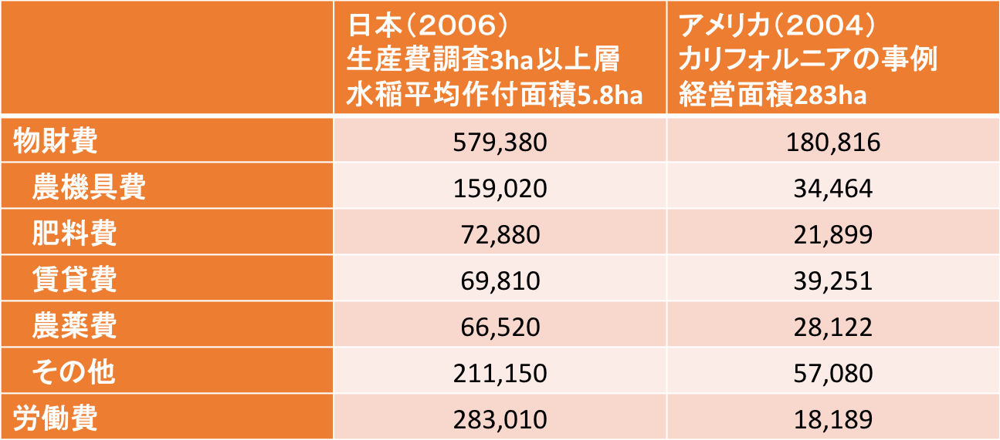 日本（２００６）
生産費調査3ha以上層
水稲平均作付面積5.8ha
アメリカ（２００４）
カリフォルニアの事例
経営面積283ha
物財費 579,380 180,816
農機具費 159,020 34,464
肥料費 72,880 21,899
賃貸費 69,810 39,251
農薬費 66,520 28,122
その他 211,150 57,080
労働費 283,010 18,189